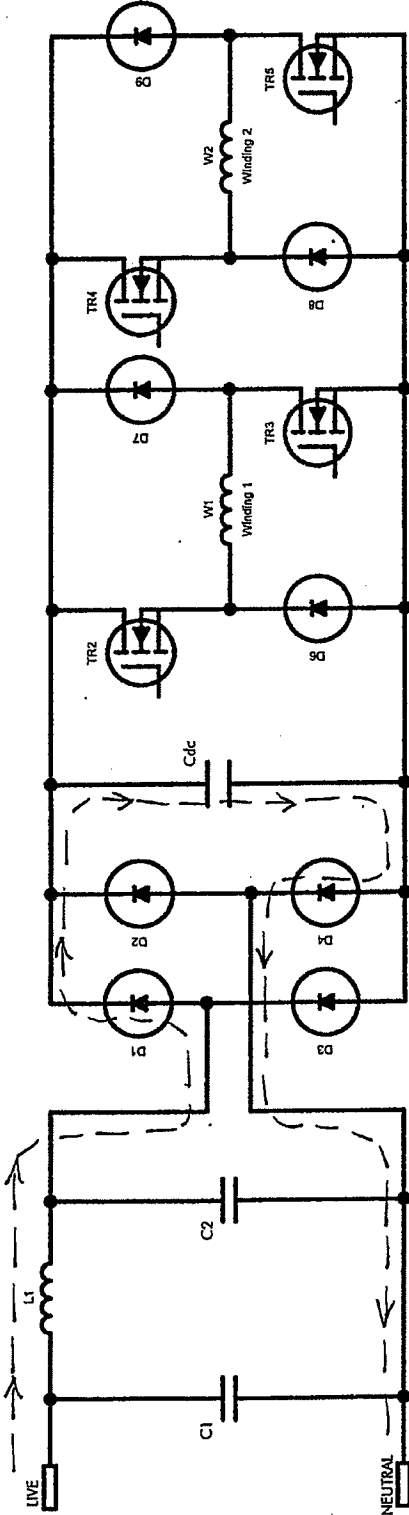 LIVE
L1
C1
C2
NEUTRAL
D1
D2
D3
D4
Cdc
TR2
W1
Winding 1
D7
D6
TR3
TR4
W2
Winding 2
D9
D8
TR5